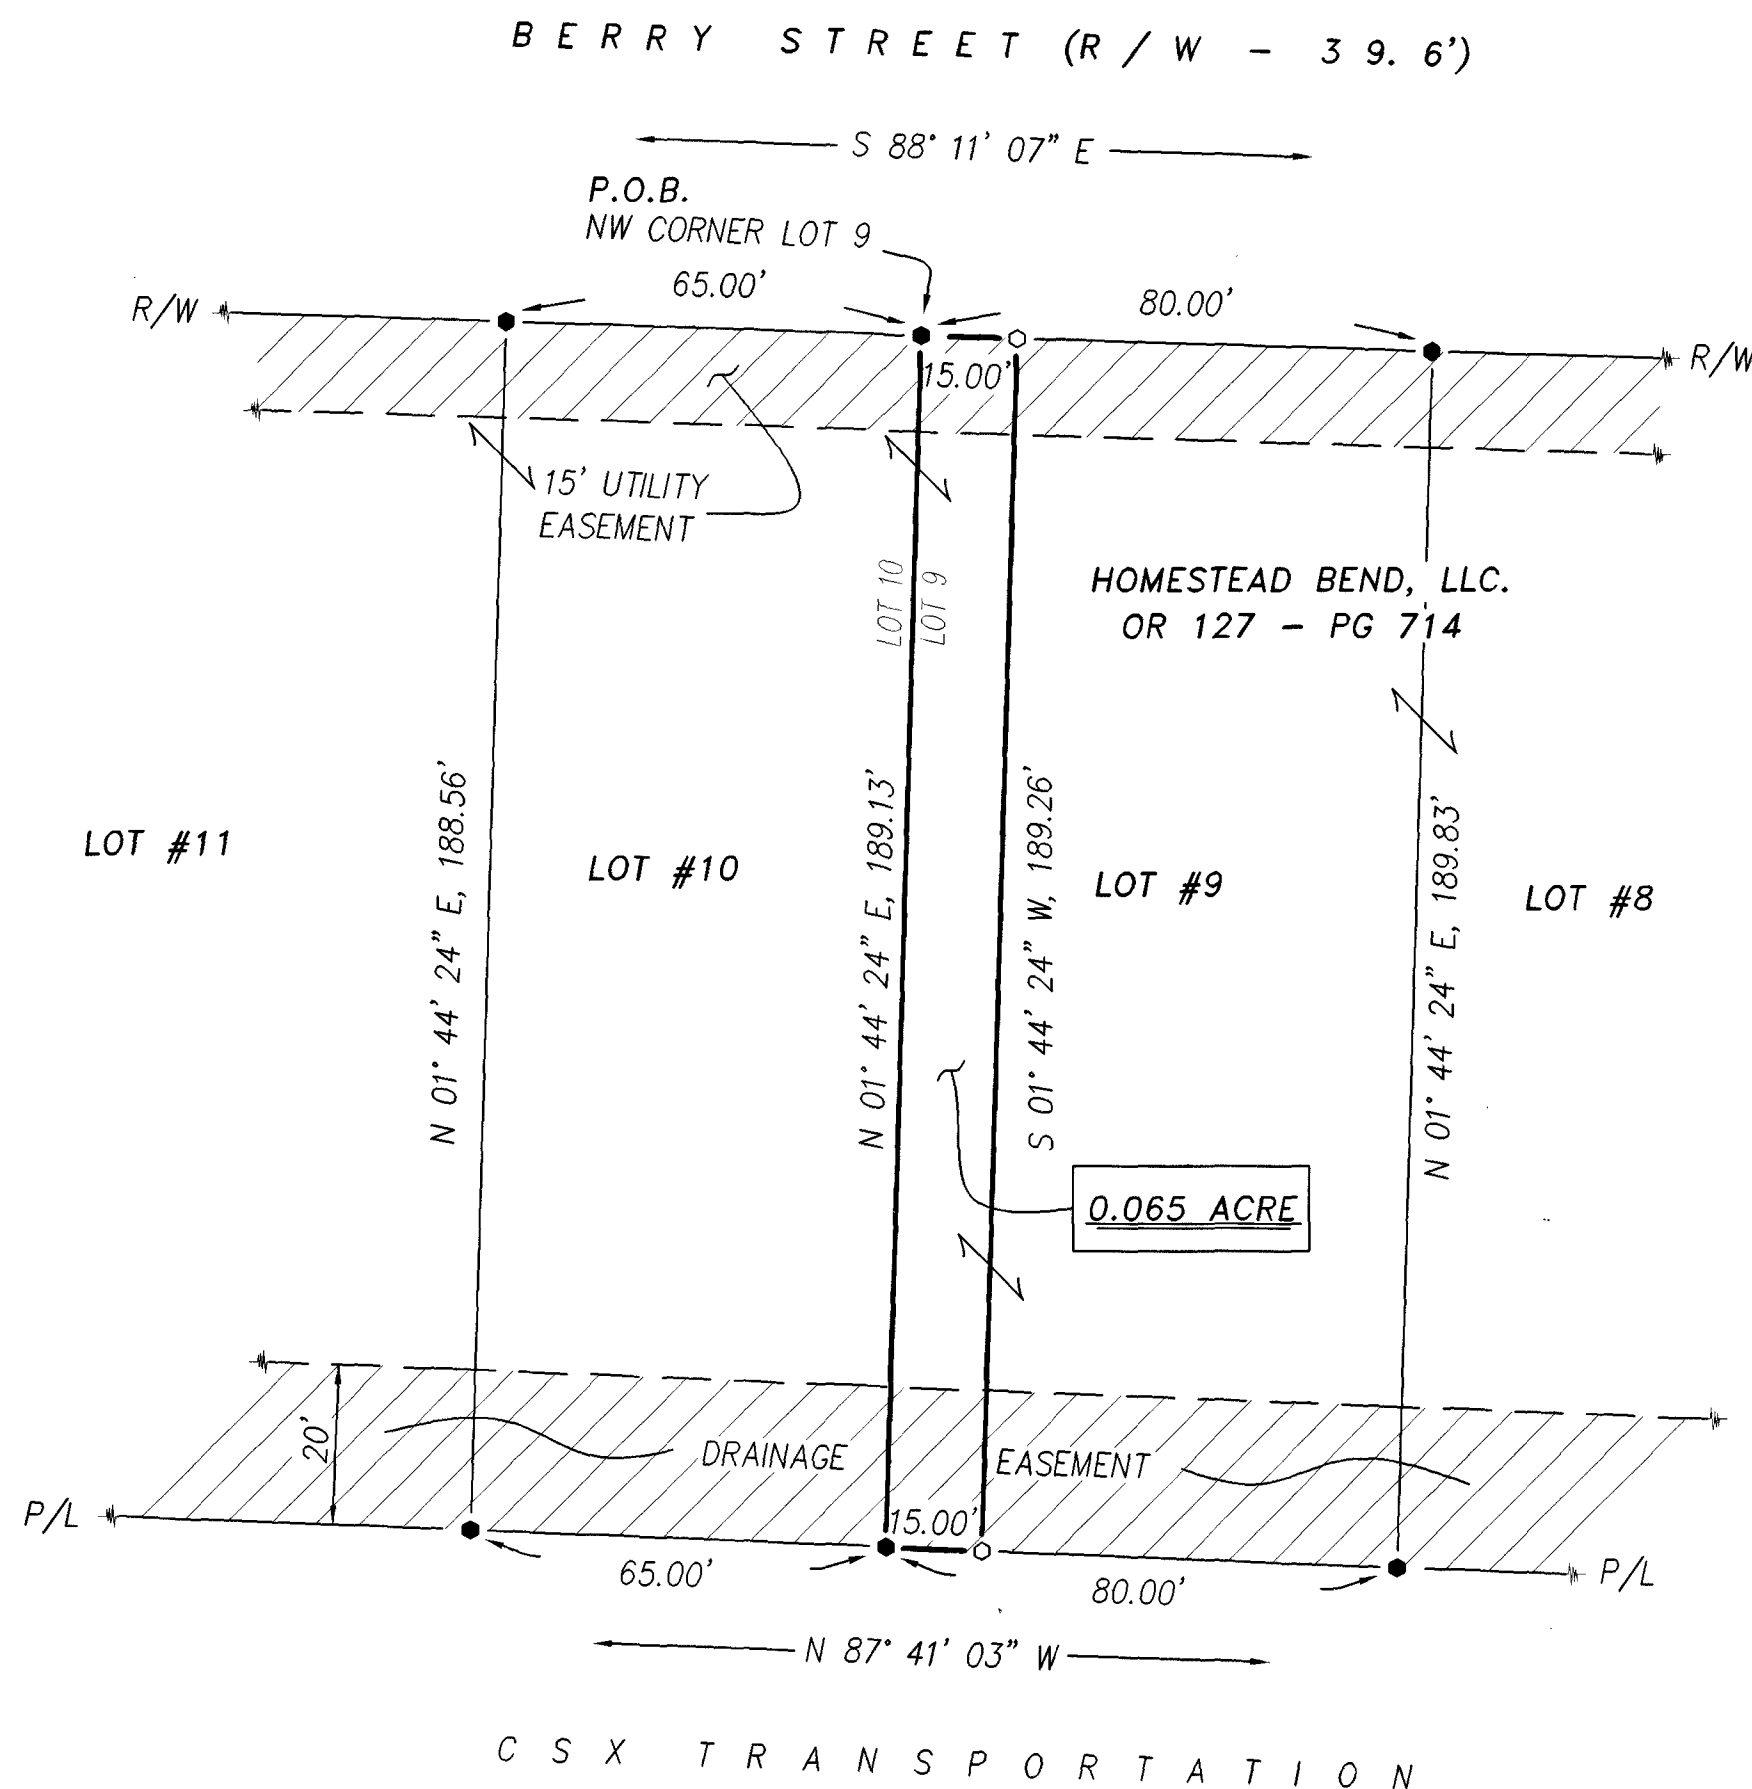 BERRY STREET (R/W - 39.6')
S 88° 11' 07" E
P.O.B.
NW CORNER LOT 9
65.00'
80.00'
R/W
R/W
15.00'
15' UTILITY
EASEMENT
LOT 10
LOT 9
HOMESTEAD BEND, LLC.
OR 127 - PG 714
N 01° 44' 24" E, 188.56'
N 01° 44' 24" E, 189.13'
S 01° 44' 24" W, 189.26'
N 01° 44' 24" E, 189.83'
LOT #11
LOT #10
LOT #9
LOT #8
0.065 ACRE
20'
DRAINAGE EASEMENT
P/L
15.00'
65.00'
80.00'
P/L
N 87° 41' 03" W
CSX TRANSPORTATION